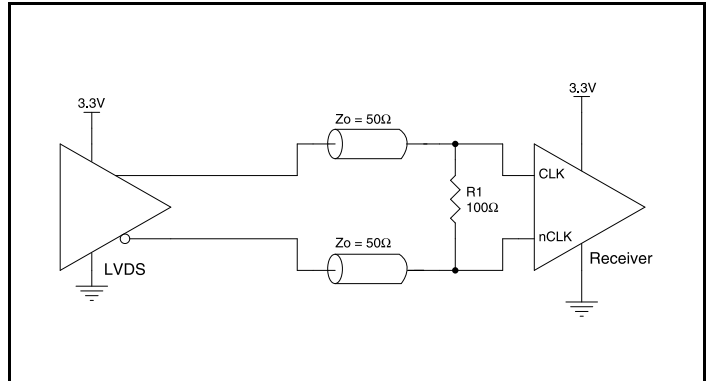 3.3V
3.3V
Zo = 50Ω
CLK
R1
100Ω
nCLK
Zo = 50Ω
Receiver
LVDS